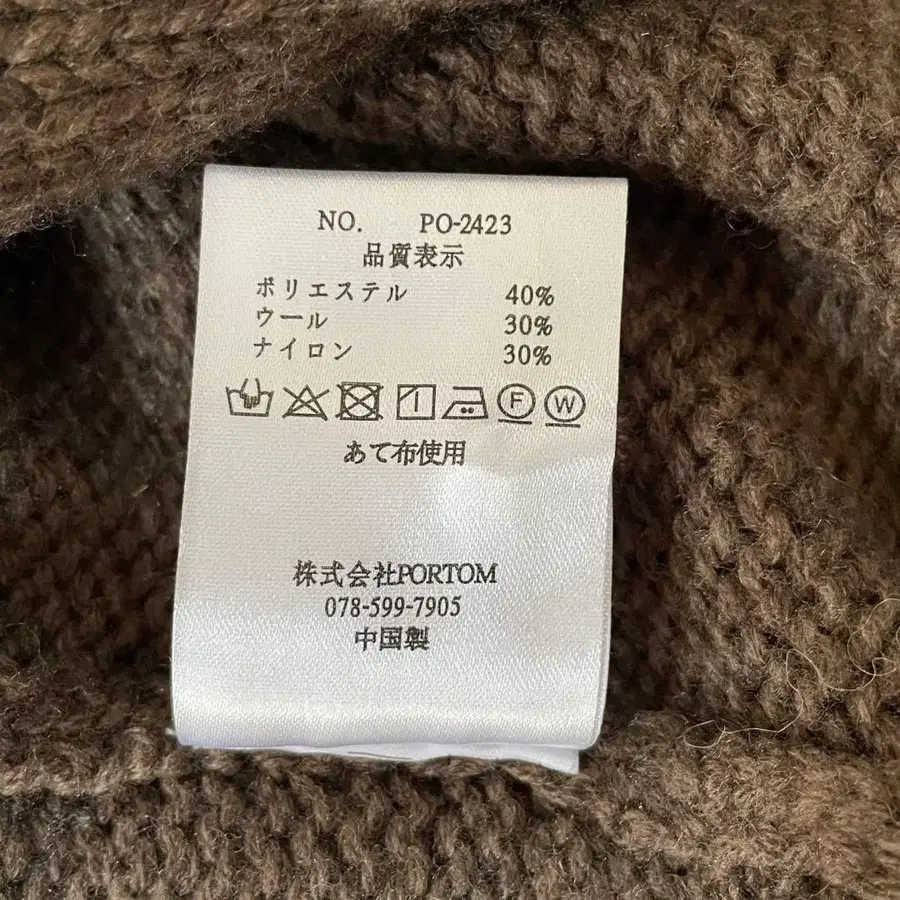 NO. PO-2423
品質表示
ポリエステル 40%
ウール 30%
ナイロン 30%
F W
あて布使用
株式会社PORTOM
078-599-7905
中国製